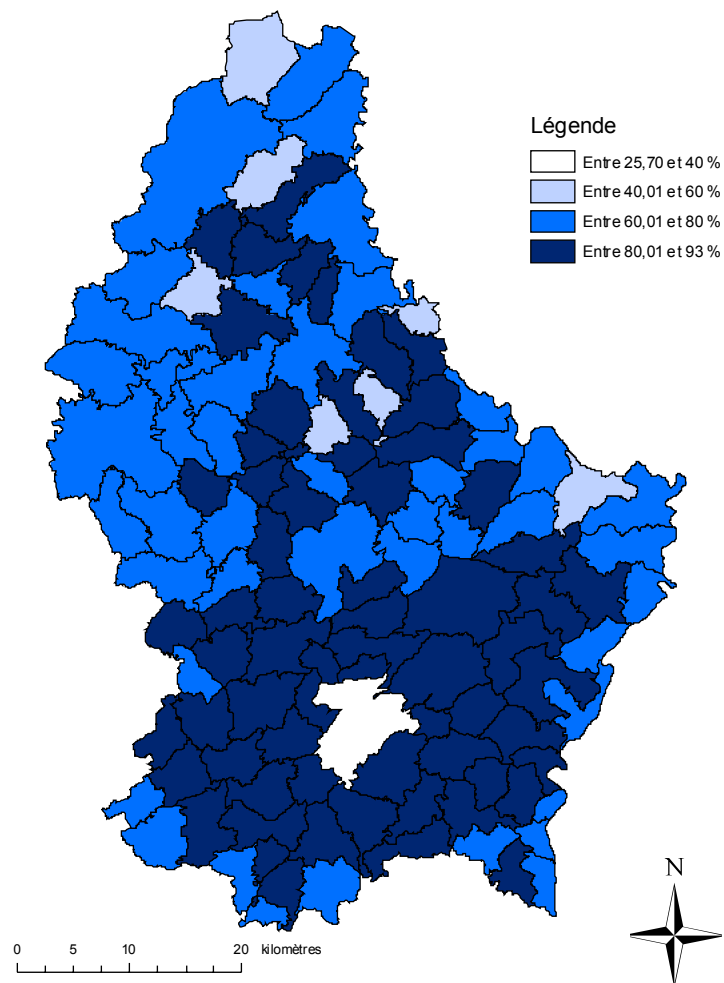 Légende
Entre 25,70 et 40 %
Entre 40,01 et 60 %
Entre 60,01 et 80 %
Entre 80,01 et 93 %
N
0 5 10 20 kilomètres